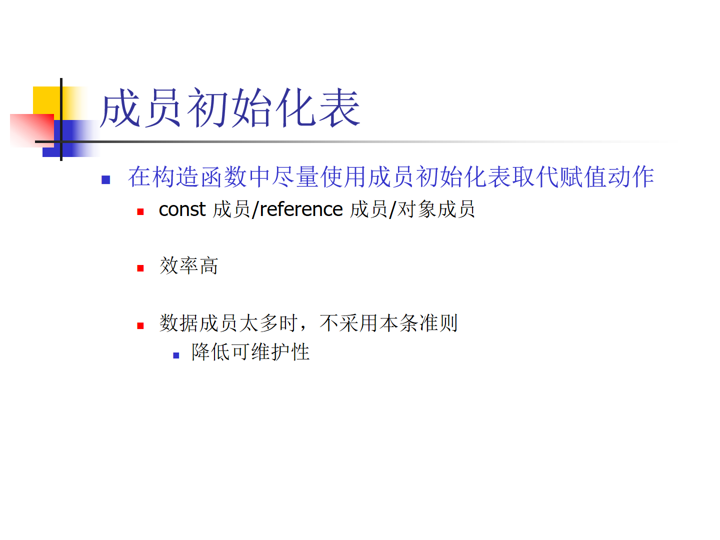 成员初始化表
在构造函数中尽量使用成员初始化表取代赋值动作
const 成员/reference 成员/对象成员
效率高
数据成员太多时，不采用本条准则
降低可维护性